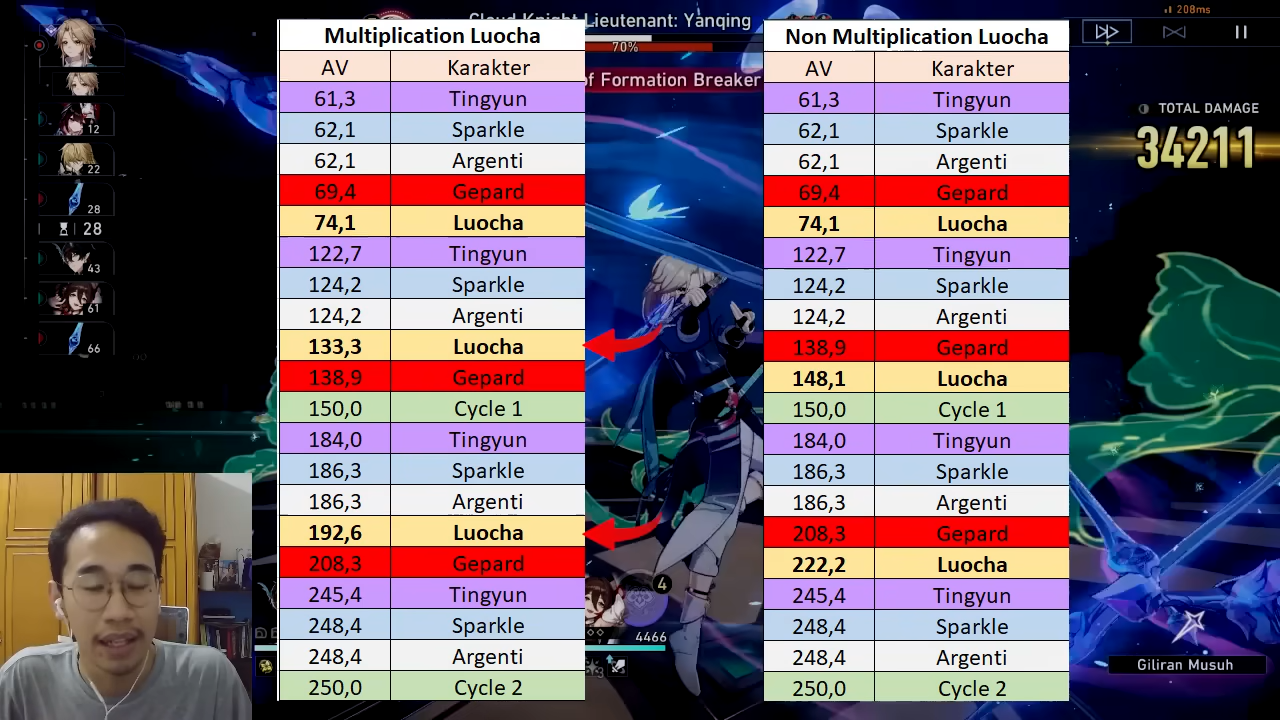 208ms
Cloud Knight Lieutenant: Yanqing
70%
of Formation Breaker
TOTAL DAMAGE
34211
12
22
28
28
43
61
66
Multiplication Luocha
AV Karakter
61,3 Tingyun
62,1 Sparkle
62,1 Argenti
69,4 Gepard
74,1 Luocha
122,7 Tingyun
124,2 Sparkle
124,2 Argenti
133,3 Luocha
138,9 Gepard
150,0 Cycle 1
184,0 Tingyun
186,3 Sparkle
186,3 Argenti
192,6 Luocha
208,3 Gepard
245,4 Tingyun
248,4 Sparkle
248,4 Argenti
250,0 Cycle 2
Non Multiplication Luocha
AV Karakter
61,3 Tingyun
62,1 Sparkle
62,1 Argenti
69,4 Gepard
74,1 Luocha
122,7 Tingyun
124,2 Sparkle
124,2 Argenti
138,9 Gepard
148,1 Luocha
150,0 Cycle 1
184,0 Tingyun
186,3 Sparkle
186,3 Argenti
208,3 Gepard
222,2 Luocha
245,4 Tingyun
248,4 Sparkle
248,4 Argenti
250,0 Cycle 2
4
4466
Giliran Musuh